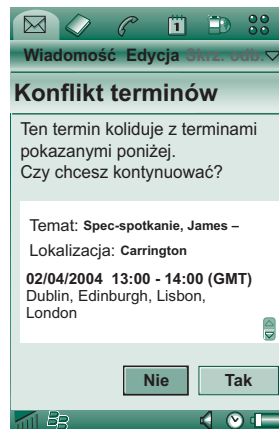 Wiadomość Edycja Skrz. odb.
Konflikt terminów
Ten termin koliduje z terminami
pokazanymi poniżej.
Czy chcesz kontynuować?
Temat: Spec-spotkanie, James –
Lokalizacja: Carrington
02/04/2004 13:00 - 14:00 (GMT)
Dublin, Edinburgh, Lisbon,
London
Nie Tak